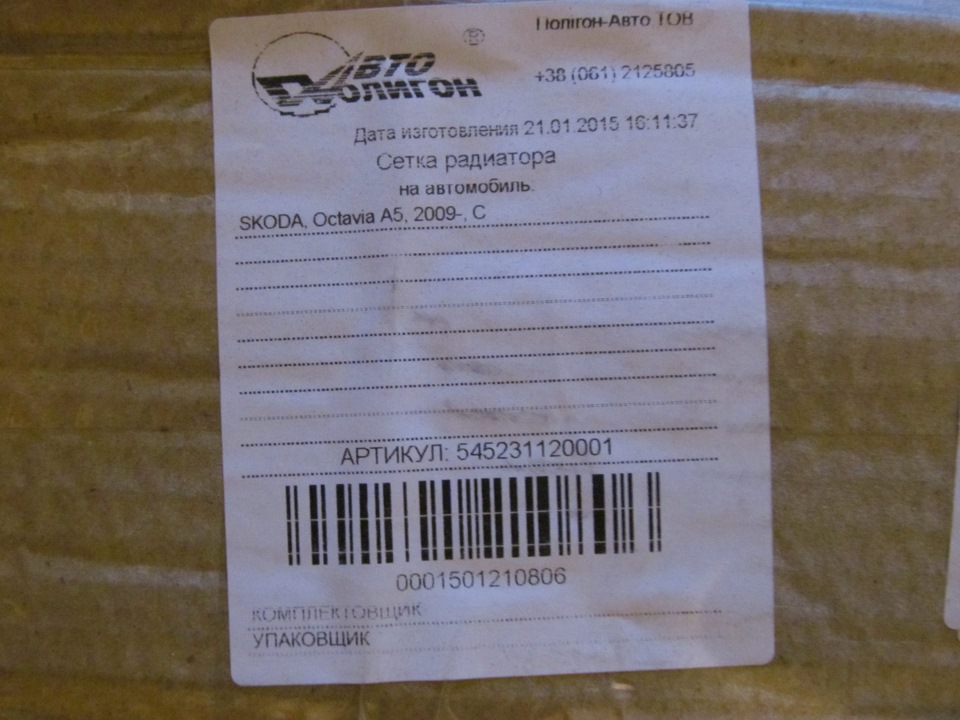 Авто
Полигон
®
Полігон-Авто ТОВ
+38 (061) 2125805
Дата изготовления 21.01.2015 16:11:37
Сетка радиатора
на автомобиль:
SKODA, Octavia A5, 2009-, C
АРТИКУЛ: 545231120001
0001501210806
КОМПЛЕКТОВЩИК
УПАКОВЩИК